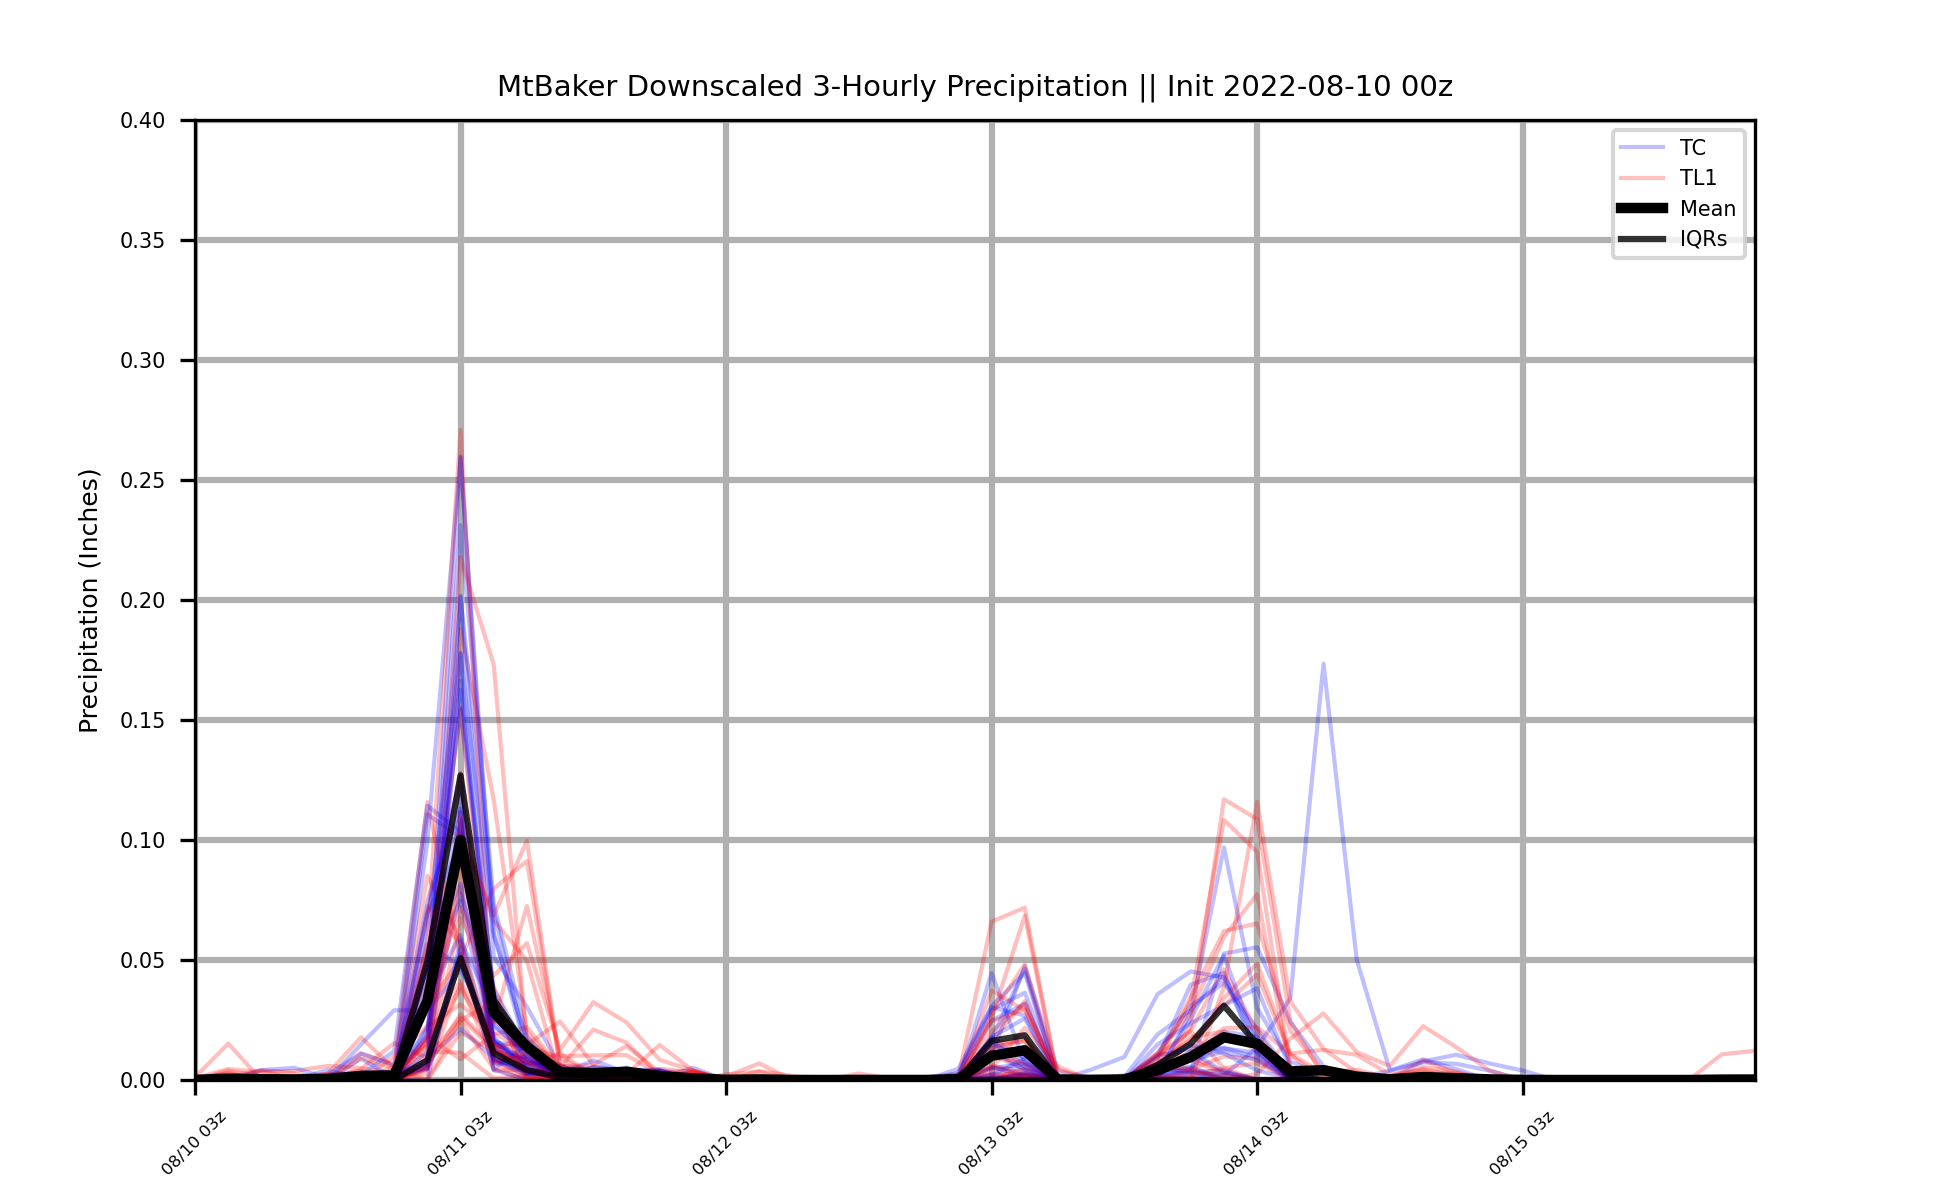 MtBaker Downscaled 3-Hourly Precipitation || Init 2022-08-10 00z
Precipitation (Inches)
0.40
0.35
0.30
0.25
0.20
0.15
0.10
0.05
0.00
TC
TL1
Mean
IQRs
08/10 03z
08/11 03z
08/12 03z
08/13 03z
08/14 03z
08/15 03z